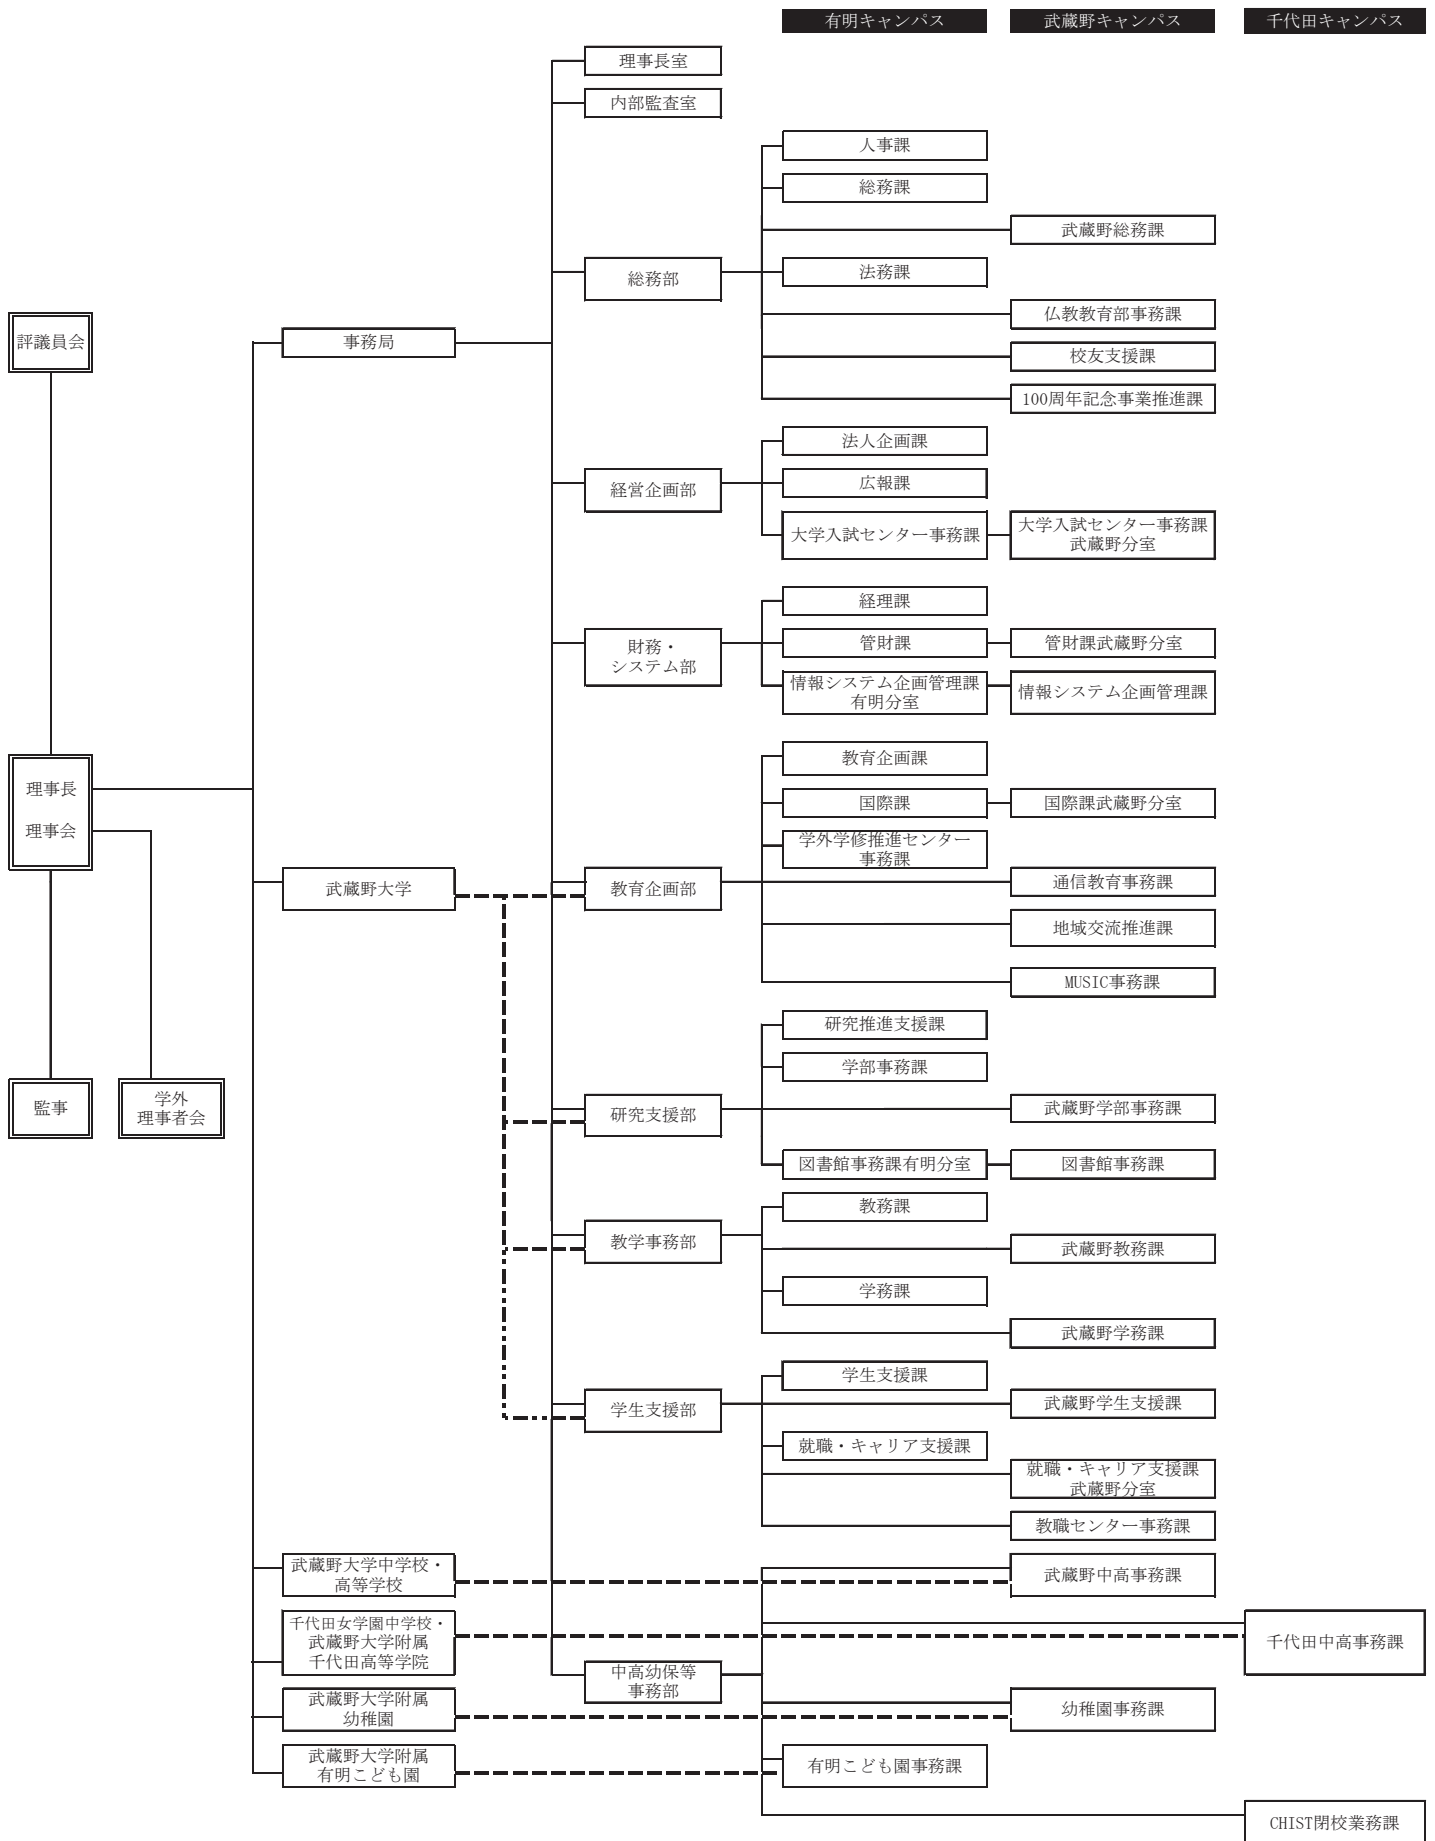 有明キャンパス
武蔵野キャンパス
千代田キャンパス
理事長室
内部監査室
人事課
総務課
武蔵野総務課
総務部
法務課
仏教教育部事務課
評議員会
事務局
校友支援課
100周年記念事業推進課
法人企画課
経営企画部
広報課
大学入試センター事務課
大学入試センター事務課
武蔵野分室
経理課
財務・
システム部
管財課
管財課武蔵野分室
情報システム企画管理課
有明分室
情報システム企画管理課
教育企画課
理事長
理事会
国際課
国際課武蔵野分室
学外学修推進センター
事務課
武蔵野大学
教育企画部
通信教育事務課
地域交流推進課
MUSIC事務課
研究推進支援課
学部事務課
監事
学外
理事者会
研究支援部
武蔵野学部事務課
図書館事務課有明分室
図書館事務課
教務課
教学事務部
武蔵野教務課
学務課
武蔵野学務課
学生支援課
学生支援部
武蔵野学生支援課
就職・キャリア支援課
就職・キャリア支援課
武蔵野分室
教職センター事務課
武蔵野大学中学校・
高等学校
武蔵野中高事務課
千代田女学園中学校・
武蔵野大学附属
千代田高等学院
千代田中高事務課
中高幼保等
事務部
武蔵野大学附属
幼稚園
幼稚園事務課
武蔵野大学附属
有明こども園
有明こども園事務課
CHIST閉校業務課